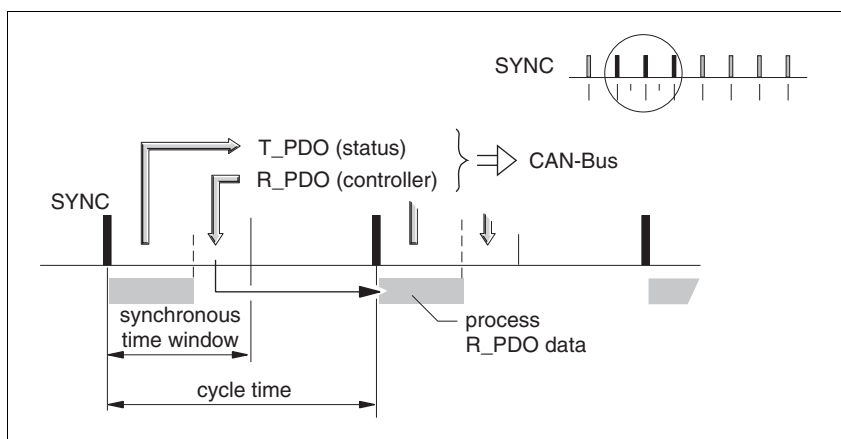 SYNC
T_PDO (status)
R_PDO (controller)
CAN-Bus
SYNC
synchronous
time window
process
R_PDO data
cycle time